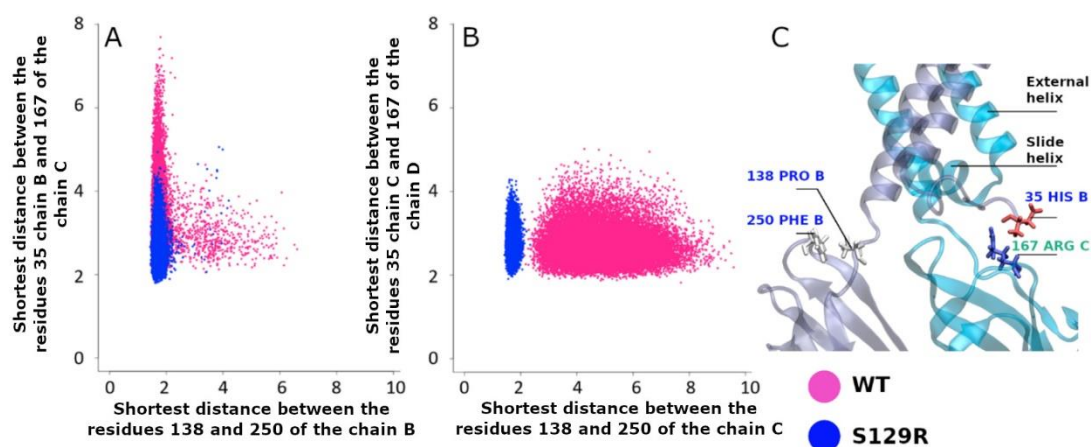 A
Shortest distance between the
residues 35 chain B and 167 of the
chain C
8
6
4
2
0
0
2
4
6
8
10
Shortest distance between the
residues 138 and 250 of the chain B
B
Shortest distance between the
residues 35 chain C and 167 of the
chain D
8
6
4
2
0
0
2
4
6
8
10
Shortest distance between the
residues 138 and 250 of the chain C
C
External
helix
Slide
helix
138 PRO B
35 HIS B
250 PHE B
167 ARG C
WT
S129R